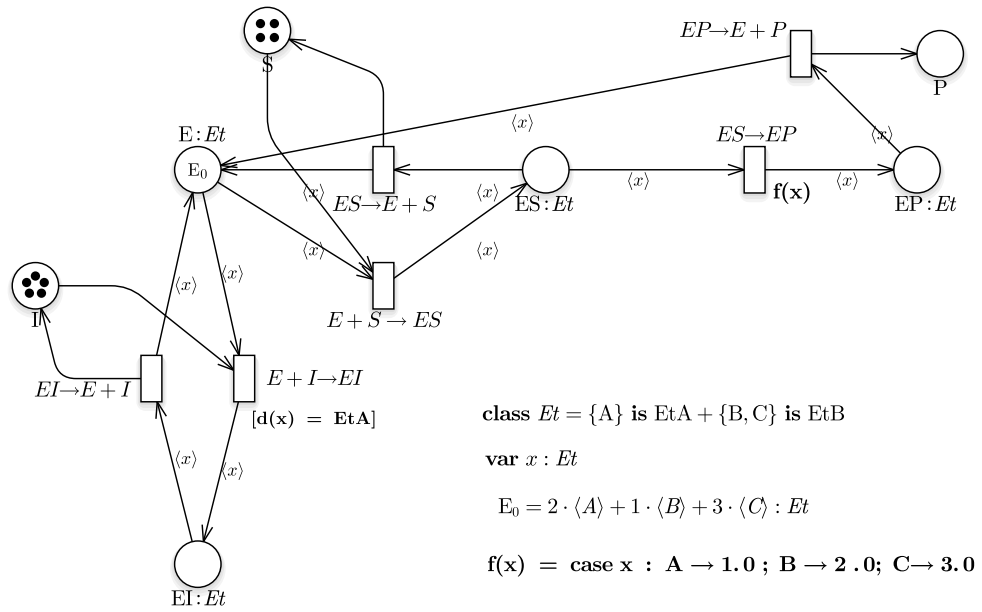 EP→E + P
S
P
⟨x⟩
⟨x⟩
E : Et
ES→EP
E₀
⟨x⟩
ES→E + S
⟨x⟩
ES : Et
⟨x⟩
f(x)
⟨x⟩
EP : Et
⟨x⟩
⟨x⟩
⟨x⟩
⟨x⟩
I
E + S → ES
EI→E + I
E + I→EI
[d(x) = EtA]
class Et = {A} is EtA + {B, C} is EtB
var x : Et
⟨x⟩
⟨x⟩
E₀ = 2 · ⟨A⟩ + 1 · ⟨B⟩ + 3 · ⟨C⟩ : Et
f(x) = case x : A → 1.0 ; B → 2 .0; C→ 3.0
EI : Et